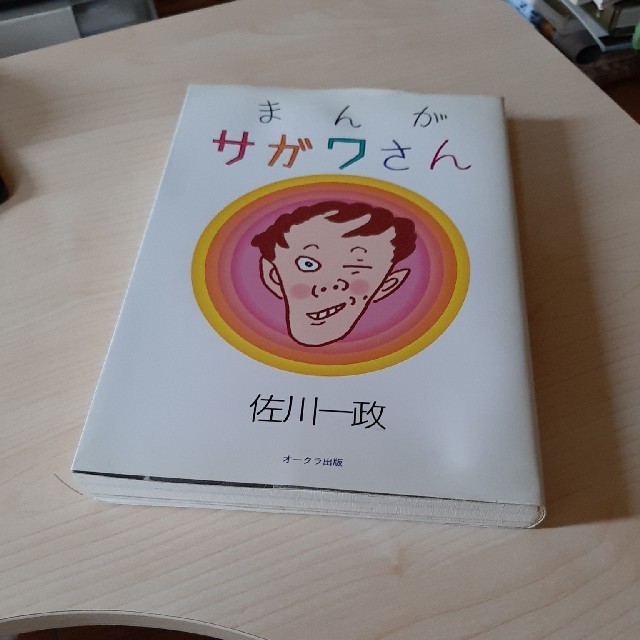 まんが
サガワさん
佐川一政
オークラ出版